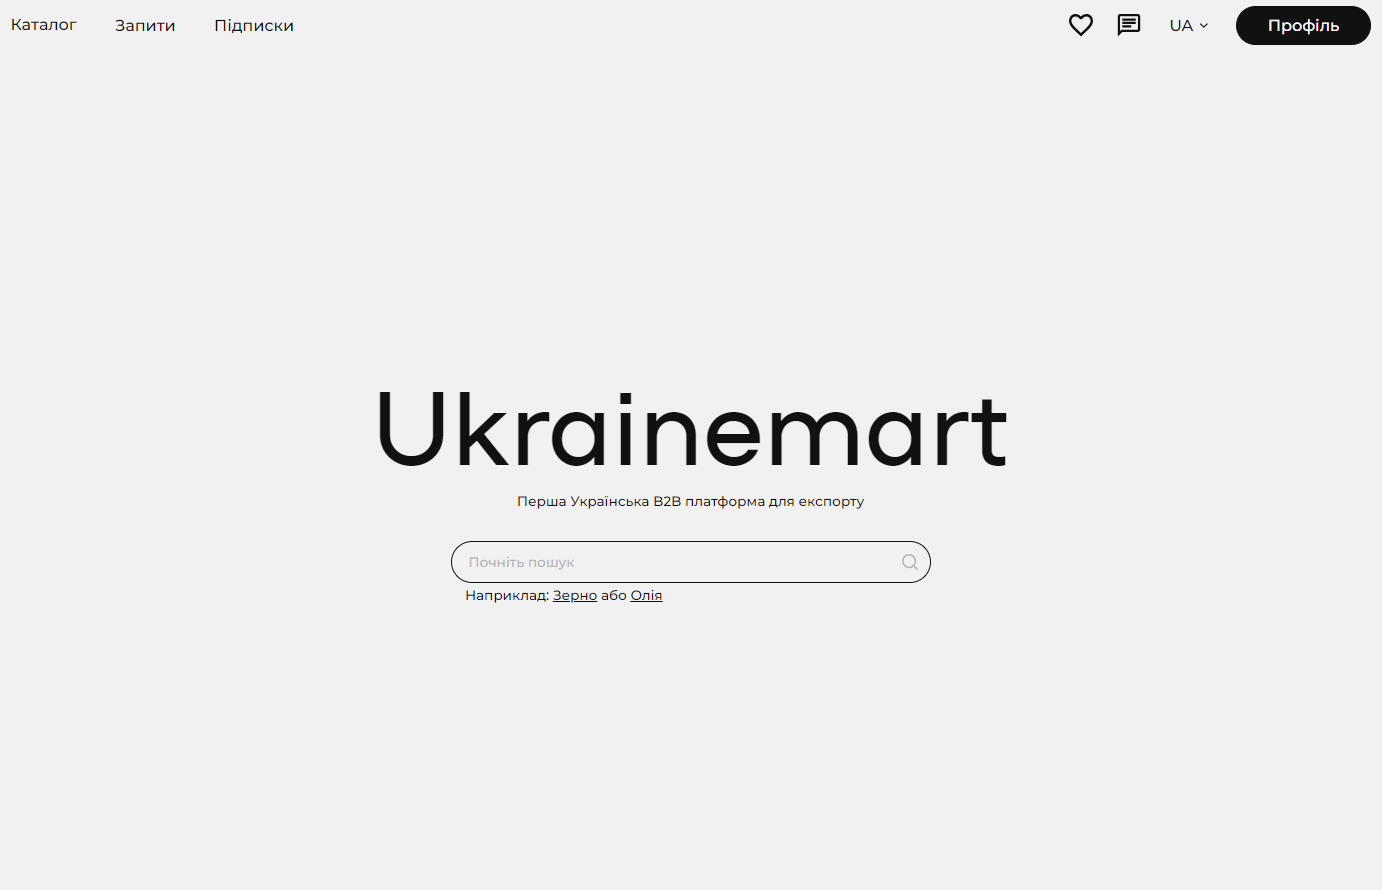 Каталог Запити Підписки UA Профіль
Ukrainemart
Перша Українська B2B платформа для експорту
Почніть пошук
Наприклад: Зерно або Олія